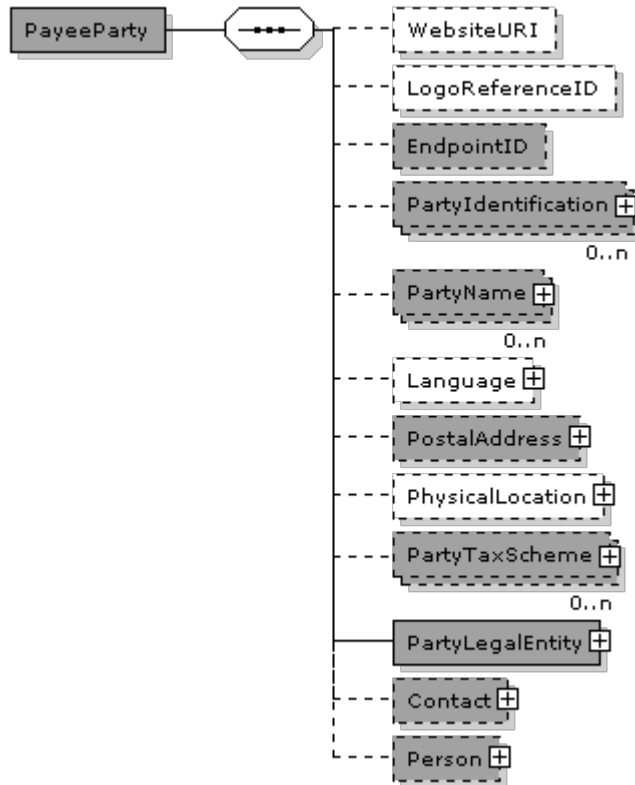 PayeeParty
WebsiteURI
LogoReferenceID
EndpointID
PartyIdentification
0..n
PartyName
0..n
Language
PostalAddress
PhysicalLocation
PartyTaxScheme
0..n
PartyLegalEntity
Contact
Person